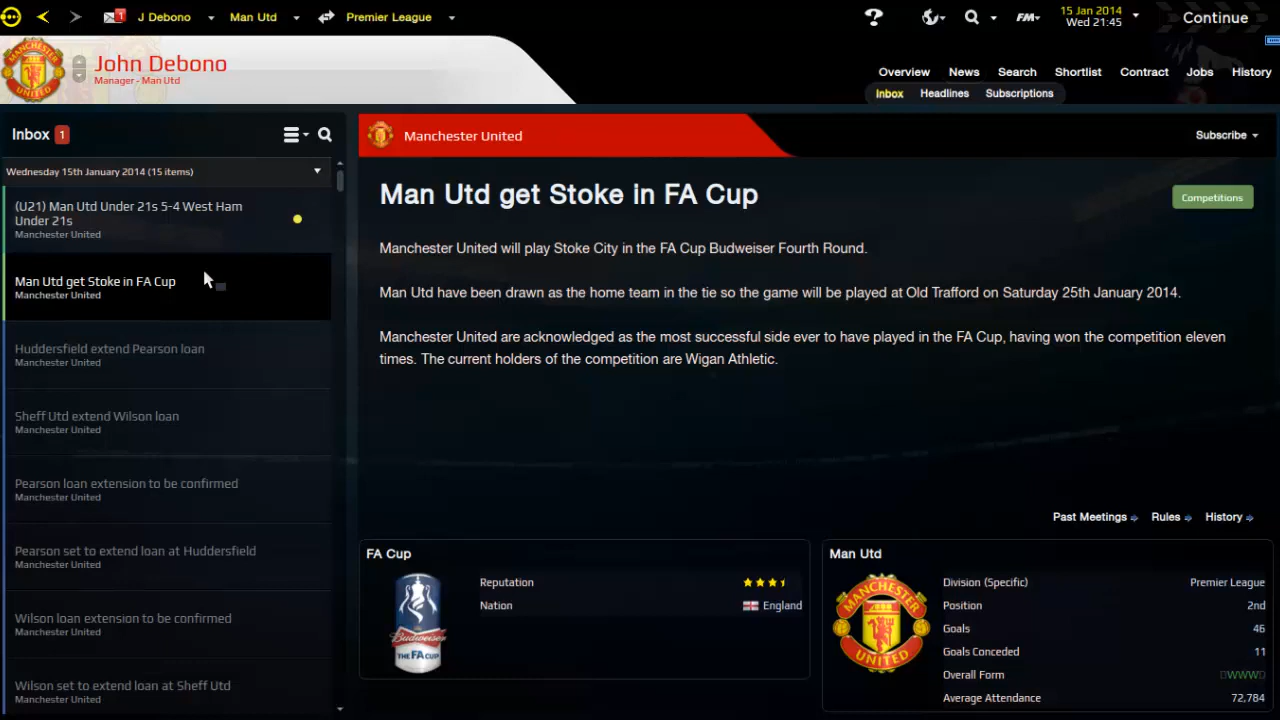 1 J Debono Man Utd Premier League ? FM 15 Jan 2014 Continue
Wed 21:45
John Debono
Manager - Man Utd
Overview News Search Shortlist Contract Jobs History
Inbox Headlines Subscriptions
Inbox 1
Wednesday 15th January 2014 (15 items)
(U21) Man Utd Under 21s 5-4 West Ham
Under 21s
Manchester United
Man Utd get Stoke in FA Cup
Manchester United
Huddersfield extend Pearson loan
Manchester United
Sheff Utd extend Wilson loan
Manchester United
Pearson loan extension to be confirmed
Manchester United
Pearson set to extend loan at Huddersfield
Manchester United
Wilson loan extension to be confirmed
Manchester United
Wilson set to extend loan at Sheff Utd
Manchester United
Manchester United
Subscribe
Man Utd get Stoke in FA Cup
Competitions
Manchester United will play Stoke City in the FA Cup Budweiser Fourth Round.
Man Utd have been drawn as the home team in the tie so the game will be played at Old Trafford on Saturday 25th January 2014.
Manchester United are acknowledged as the most successful side ever to have played in the FA Cup, having won the competition eleven
times. The current holders of the competition are Wigan Athletic.
Past Meetings Rules History
FA Cup
Reputation
Nation England
Budweiser
THE FA CUP
Man Utd
MANCHESTER
UNITED
Division (Specific) Premier League
Position 2nd
Goals 46
Goals Conceded 11
Overall Form WWW
Average Attendance 72,784